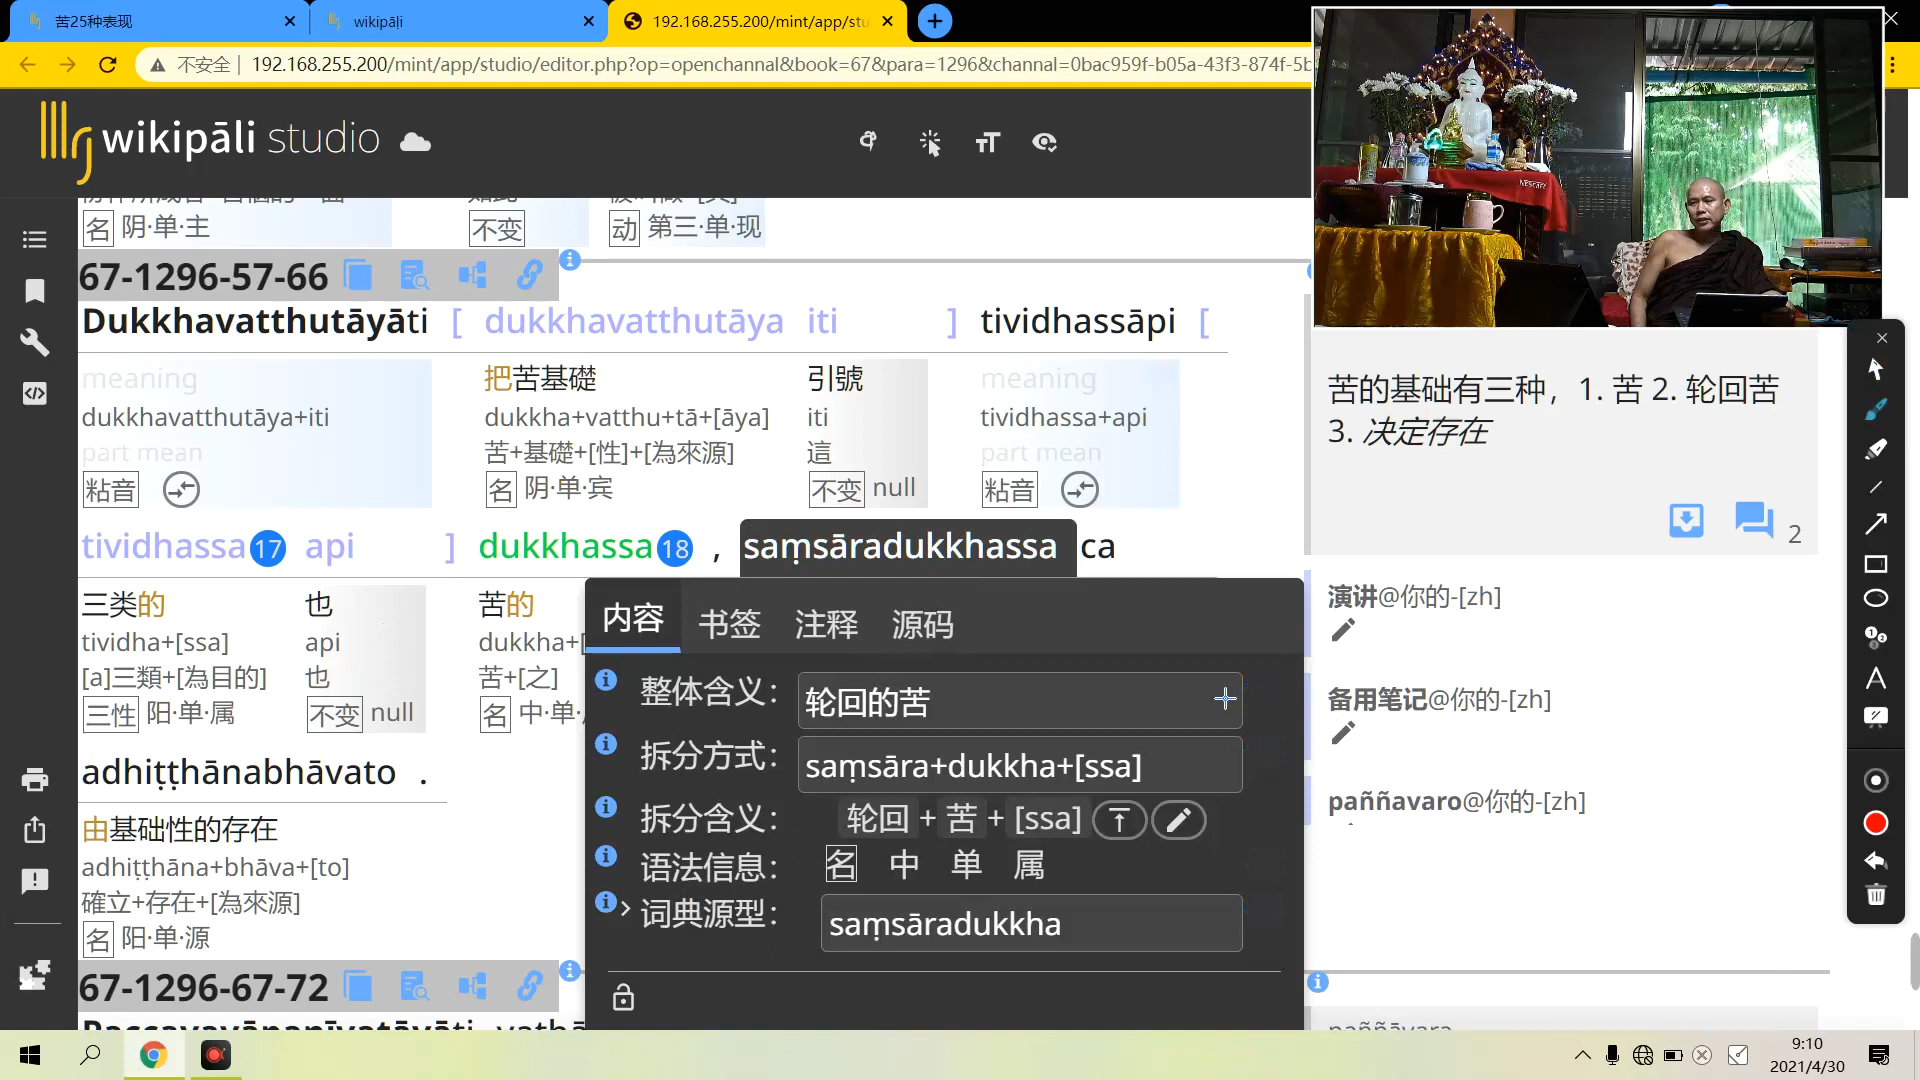 苦25种表现
wikipāḷi
192.168.255.200/mint/app/stu
不安全
192.168.255.200/mint/app/studio/editor.php?op=openchannal&book=67&para=1296&channal=0bac959f-b05a-43f3-874f-5b
wikipāli studio
名 阴·单·主
不变
动 第三·单·现
67-1296-57-66
Dukkhavatthutāyāti [ dukkhavatthutāya iti ] tividhassāpi [
meaning
把苦基礎
引號
meaning
dukkhavatthutāya+iti
dukkha+vatthu+tā+[āya]
iti
tividhassa+api
part mean
苦+基礎+[性]+[為來源]
這
part mean
粘音
名 阴·单·宾
不变 null
粘音
tividhassa 17 api ] dukkhassa 18 , saṃsāradukkhassa ca
三类的
也
苦的
tividha+[ssa]
api
dukkha+[
[a]三類+[為目的]
也
苦+[之]
三性 阳·单·属
不变 null
名 中·单·
adhiṭṭhānabhāvato .
由基础性的存在
adhiṭṭhāna+bhāva+[to]
確立+存在+[為來源]
名 阳·单·源
67-1296-67-72
内容 书签 注释 源码
整体含义: 轮回的苦
拆分方式: saṃsāra+dukkha+[ssa]
拆分含义: 轮回 + 苦 + [ssa]
语法信息: 名 中 单 属
词典源型: saṃsāradukkha
苦的基础有三种，1. 苦 2. 轮回苦
3. 决定存在
2
演讲@你的-[zh]
备用笔记@你的-[zh]
paññavaro@你的-[zh]
NESCAFÉ
9:10
2021/4/30